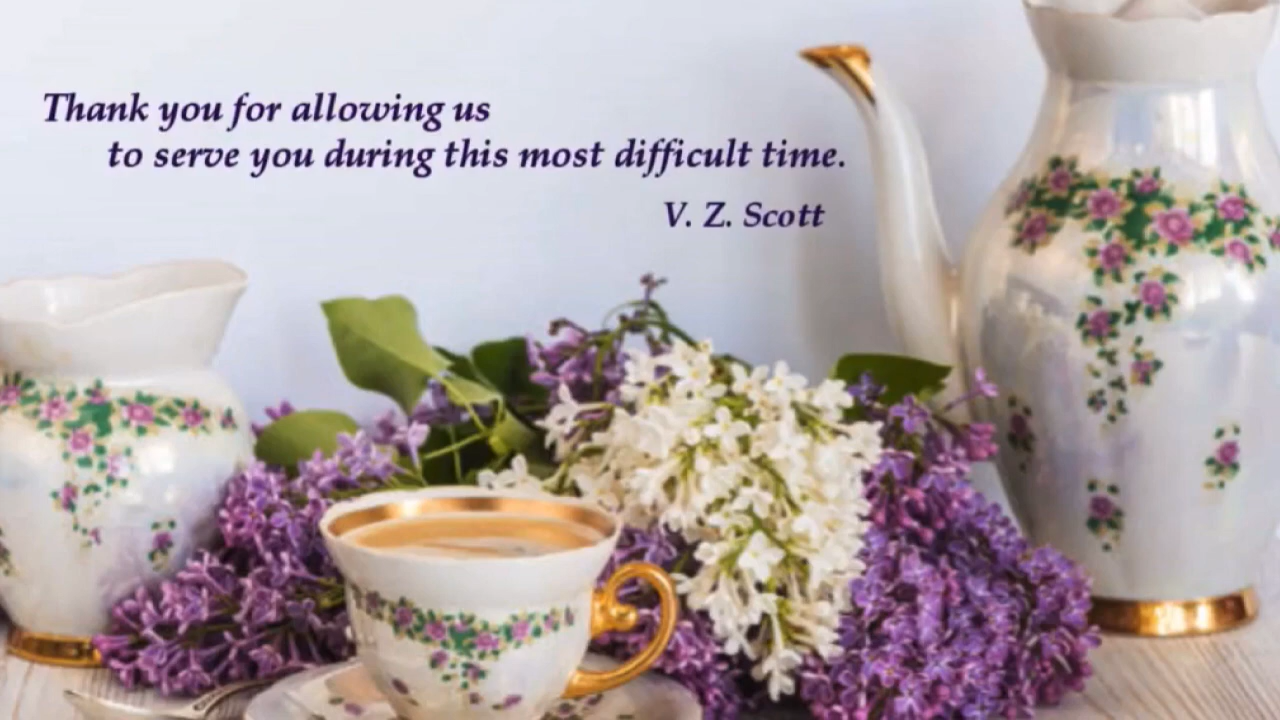 Thank you for allowing us
to serve you during this most difficult time.
V. Z. Scott